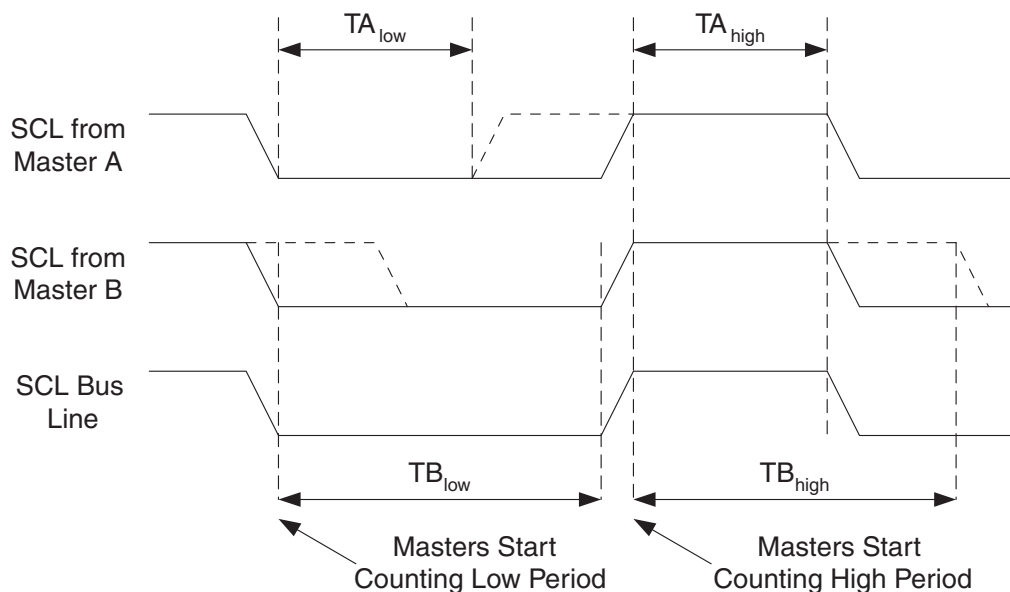 TA low
TA high
SCL from
Master A
SCL from
Master B
SCL Bus
Line
TB low
TB high
Masters Start
Counting Low Period
Masters Start
Counting High Period